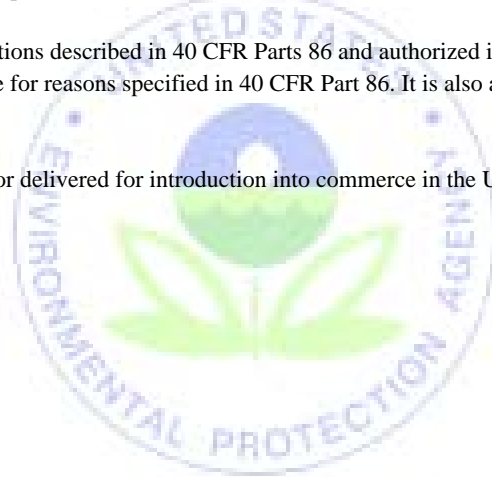 tions described in 40 CFR Parts 86 and authorized i
e for reasons specified in 40 CFR Part 86. It is also a
or delivered for introduction into commerce in the U
UNITED STATES
ENVIRONMENTAL PROTECTION AGENCY